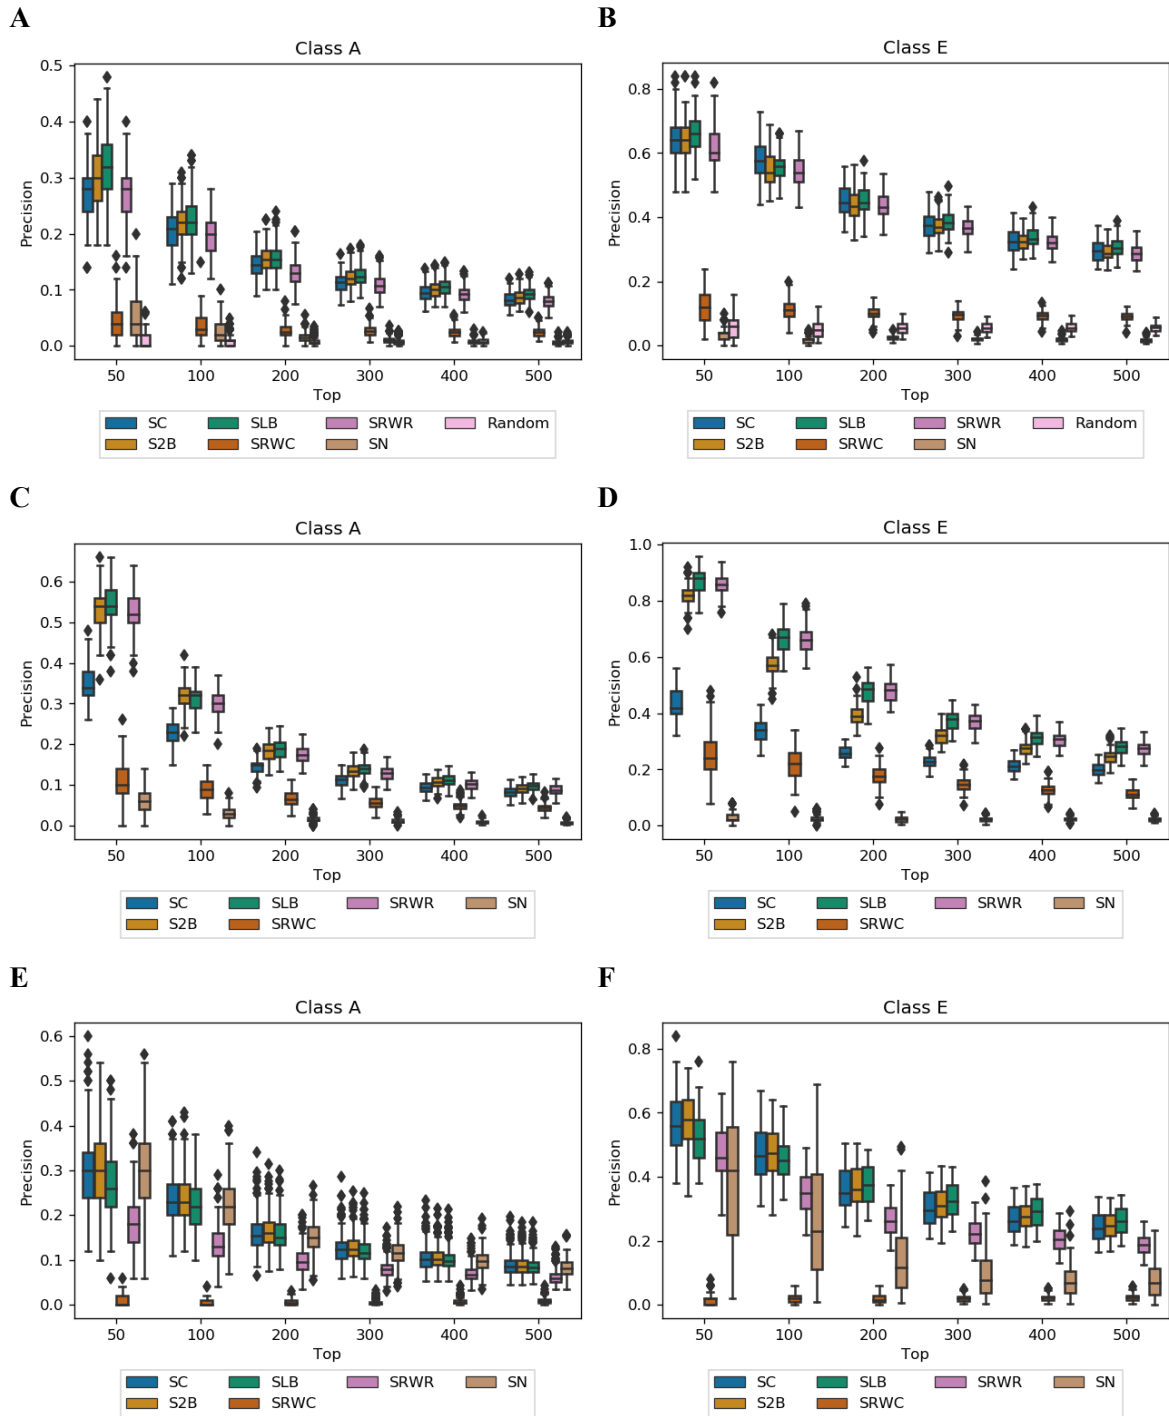 A
B
Class A
Class E
Precision
0.5
0.4
0.3
0.2
0.1
0.0
50 100 200 300 400 500
Top
Precision
0.8
0.6
0.4
0.2
0.0
50 100 200 300 400 500
Top
SC SLB SRWR Random
S2B SRWC SN
SC SLB SRWR Random
S2B SRWC SN
C
D
Class A
Class E
Precision
0.6
0.5
0.4
0.3
0.2
0.1
0.0
50 100 200 300 400 500
Top
Precision
1.0
0.8
0.6
0.4
0.2
0.0
50 100 200 300 400 500
Top
SC SLB SRWR SN
S2B SRWC
SC SLB SRWR SN
S2B SRWC
E
F
Class A
Class E
Precision
0.6
0.5
0.4
0.3
0.2
0.1
0.0
50 100 200 300 400 500
Top
Precision
0.8
0.6
0.4
0.2
0.0
50 100 200 300 400 500
Top
SC SLB SRWR SN
S2B SRWC
SC SLB SRWR SN
S2B SRWC